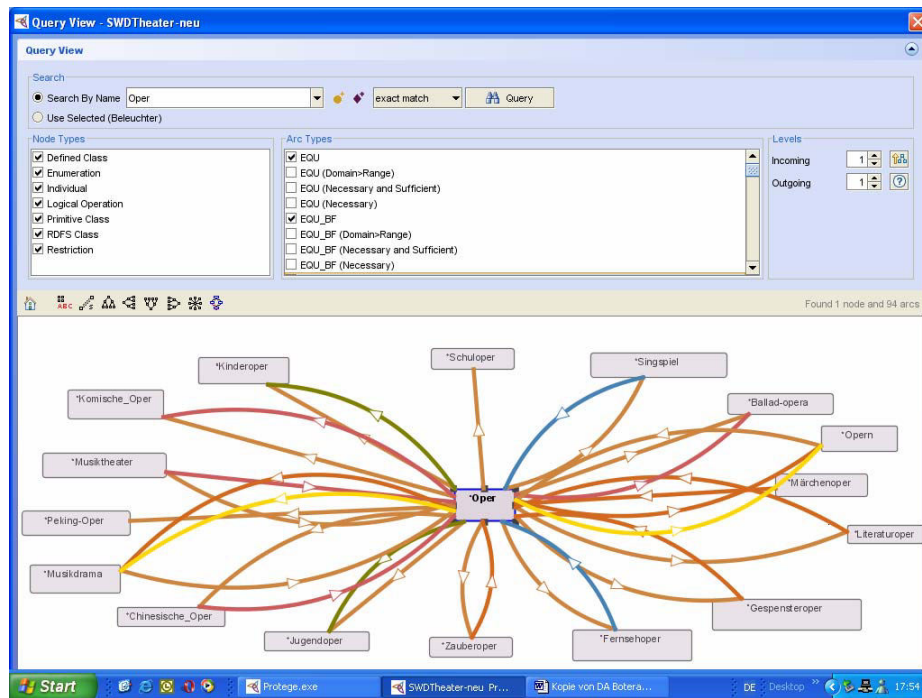 Query View - SWDTheater-neu
Query View
Search
Search By Name Oper exact match Query
Use Selected (Beleuchter)
Node Types
Defined Class
Enumeration
Individual
Logical Operation
Primitive Class
RDFS Class
Restriction
Arc Types
EQU
EQU (Domain>Range)
EQU (Necessary and Sufficient)
EQU (Necessary)
EQU_BF
EQU_BF (Domain>Range)
EQU_BF (Necessary and Sufficient)
EQU_BF (Necessary)
Levels
Incoming 1
Outgoing 1
Found 1 node and 94 arcs
*Schuloper
*Kinderoper
*Singspiel
*Komische_Oper
*Ballad-opera
*Opern
*Musiktheater
*Märchenoper
*Oper
*Peking-Oper
*Literaturoper
*Musikdrama
*Gespensteroper
*Chinesische_Oper
*Jugendoper
*Zauberoper
*Fernsehoper
Start Protege.exe SWDTheater-neu Pr... Kopie von DA Botera... DE Desktop »